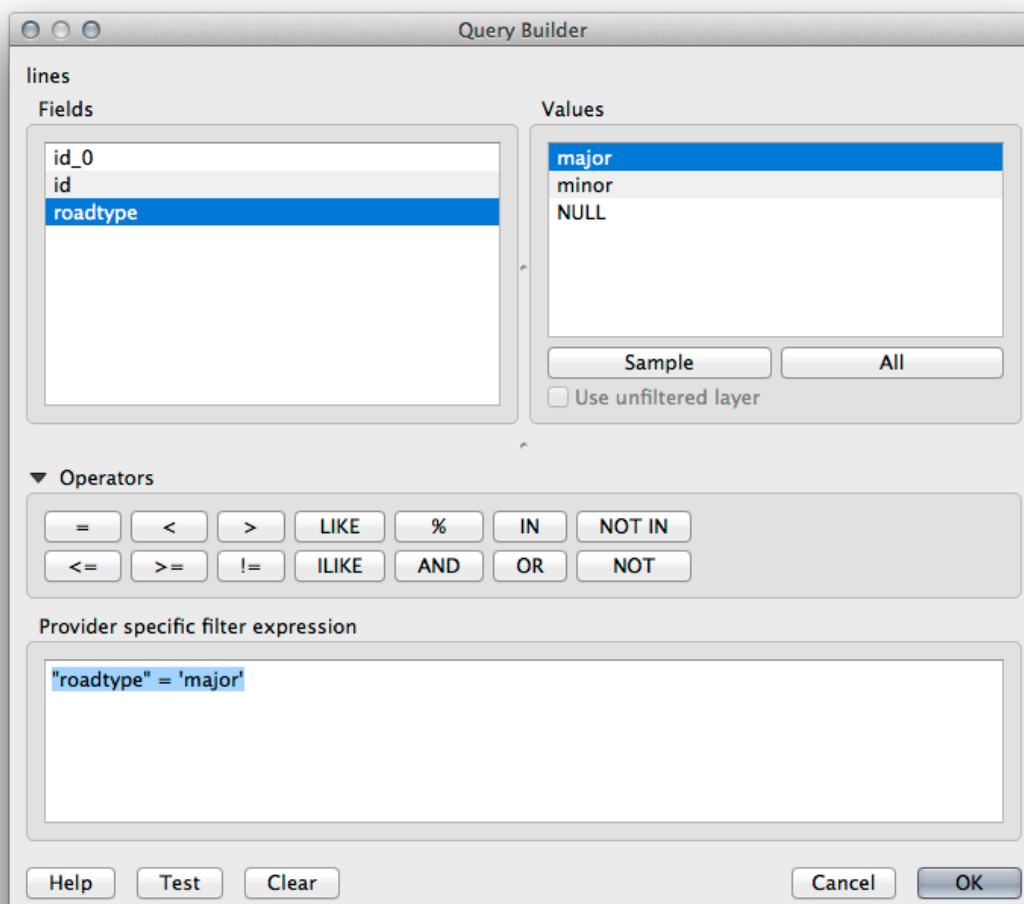 Query Builder
lines
Fields
id_0
id
roadtype
Values
major
minor
NULL
Sample All
Use unfiltered layer
Operators
= < > LIKE % IN NOT IN
<= >= != ILIKE AND OR NOT
Provider specific filter expression
"roadtype" = 'major'
Help Test Clear Cancel OK